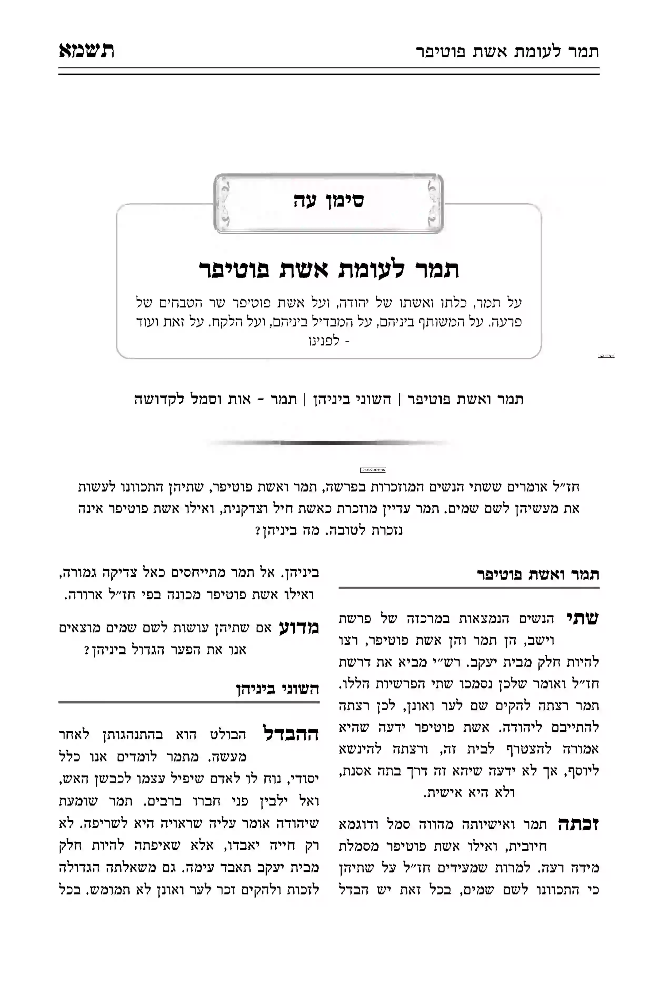 תמר לעומת אשת פוטיפר
תשמא
סימן עה
תמר לעומת אשת פוטיפר
על תמר, כלתו ואשתו של יהודה, ועל אשת פוטיפר שר הטבחים של
פרעה. על המשותף ביניהם, על המבדיל ביניהם, ועל הלקח. על זאת ועוד
- לפנינו
אוצר החכמה
תמר ואשת פוטיפר | השוני ביניהן | תמר – אות וסמל לקדושה
אחח19/08/2018
חז״ל אומרים ששתי הנשים המוזכרות בפרשה, תמר ואשת פוטיפר, שתיהן התכוונו לעשות
את מעשיהן לשם שמים. תמר עדיין מוזכרת כאשת חיל וצדקנית, ואילו אשת פוטיפר אינה
נזכרת לטובה. מה ביניהן?
תמר ואשת פוטיפר
שתי הנשים הנמצאות במרכזה של פרשת
וישב, הן תמר והן אשת פוטיפר, רצו
להיות חלק מבית יעקב. רש״י מביא את דרשת
חז״ל ואומר שלכן נסמכו שתי הפרשיות הללו.
תמר רצתה להקים שם לער ואונן, לכן רצתה
להתייבם ליהודה. אשת פוטיפר ידעה שהיא
אמורה להצטרף לבית זה, ורצתה להינשא
ליוסף, אך לא ידעה שיהא זה דרך בתה אסנת,
ולא היא אישית.
זכתה תמר ואישיותה מהווה סמל ודוגמא
חיובית, ואילו אשת פוטיפר מסמלת
מידה רעה. למרות שמעידים חז״ל על שתיהן
כי התכוונו לשם שמים, בכל זאת יש הבדל
ביניהן. אל תמר מתייחסים כאל צדיקה גמורה,
ואילו אשת פוטיפר מכונה בפי חז״ל ארורה.
מדוע אם שתיהן עושות לשם שמים מוצאים
אנו את הפער הגדול ביניהן?
השוני ביניהן
ההבדל הבולט הוא בהתנהגותן לאחר
מעשה. מתמר לומדים אנו כלל
יסודי, נוח לו לאדם שיפיל עצמו לכבשן האש,
ואל ילבין פני חברו ברבים. תמר שומעת
שיהודה אומר עליה שראויה היא לשריפה. לא
רק חייה יאבדו, אלא שאיפתה להיות חלק
מבית יעקב תאבד עימה. גם משאלתה הגדולה
לזכות ולהקים זכר לער ואונן לא תמומש. בכל